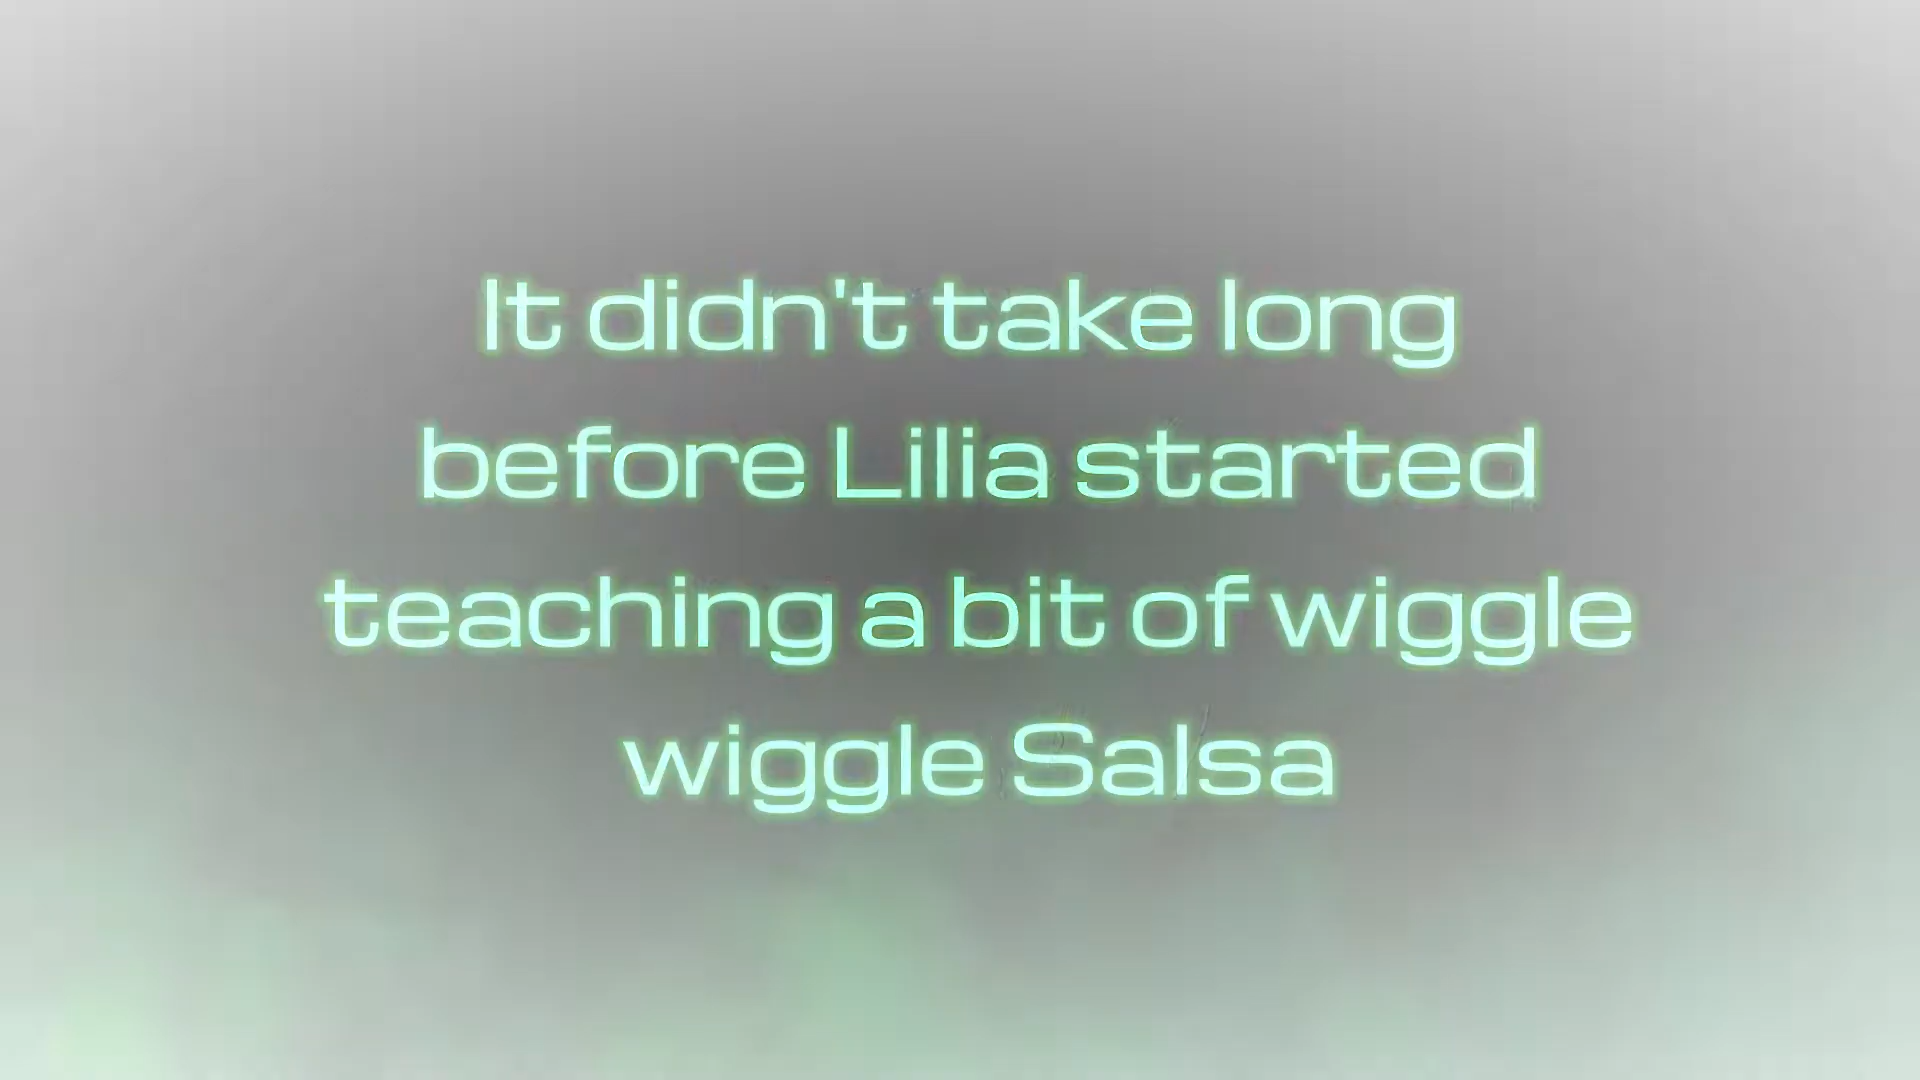 It didn't take long
before Lilia started
teaching a bit of wiggle
wiggle Salsa